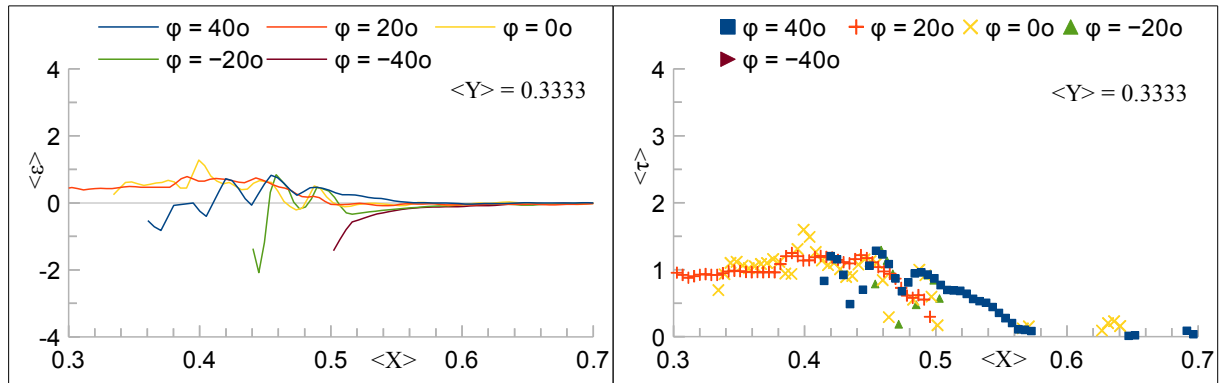 φ = 40o φ = 20o φ = 0o
φ = −20o φ = −40o
<Y> = 0.3333
4
2
0
-2
-4
<ε>
0.3 0.4 0.5 0.6 0.7
<X>
φ = 40o φ = 20o φ = 0o φ = −20o
φ = −40o
<Y> = 0.3333
4
3
2
1
0
<τ>
0.3 0.4 0.5 0.6 0.7
<X>